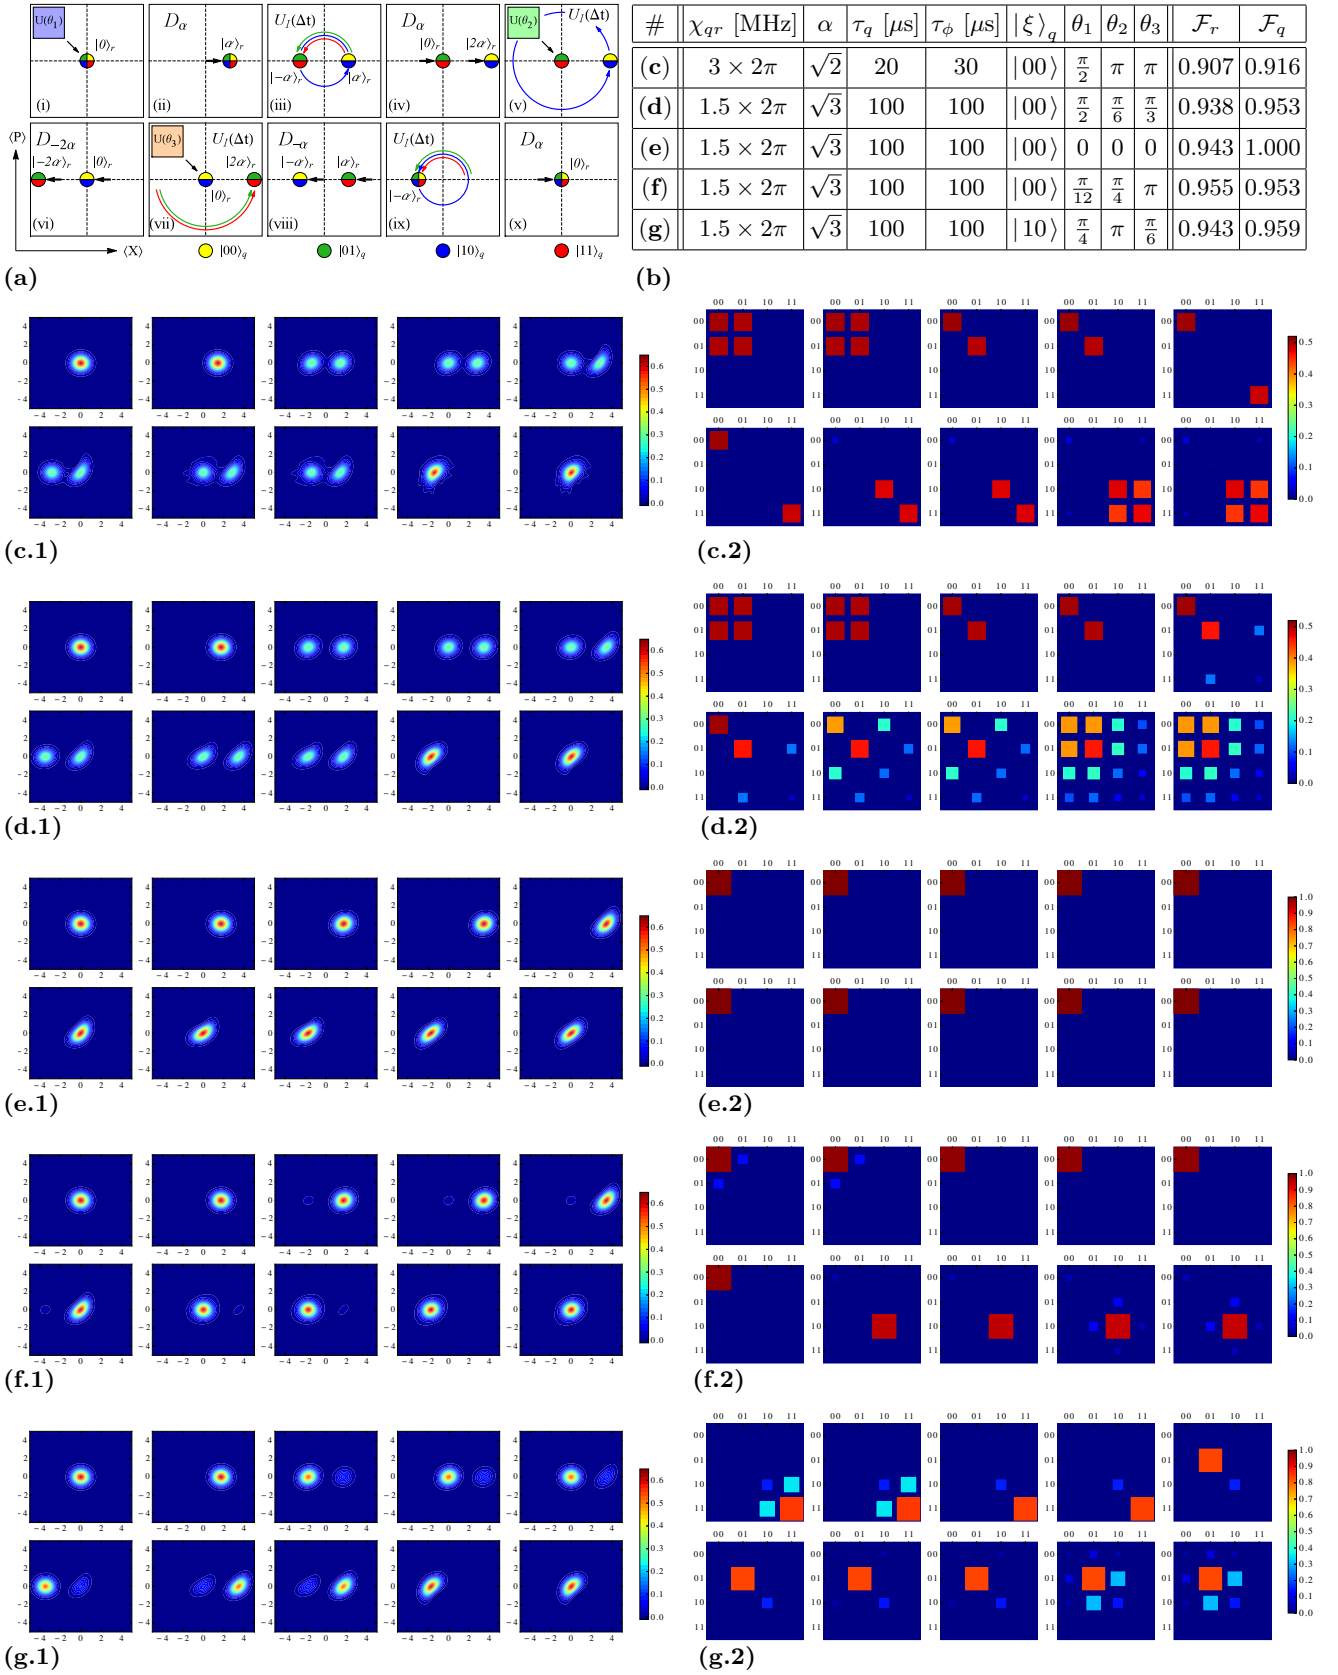 U(θ₁) |0⟩r (i)
Dα |α⟩r (ii)
U_I(Δt) |−α⟩r |α⟩r (iii)
Dα |0⟩r |2α⟩r (iv)
U(θ₂) U_I(Δt) (v)
D−2α |−2α⟩r |0⟩r (vi)
U(θ₃) U_I(Δt) |2α⟩r |0⟩r (vii)
D−α |−α⟩r |α⟩r (viii)
U_I(Δt) |−α⟩r (ix)
Dα |0⟩r (x)
⟨P⟩
⟨X⟩ |00⟩q |01⟩q |10⟩q |11⟩q
(a)
# χqr [MHz] α τq [μs] τϕ [μs] |ξ⟩q θ₁ θ₂ θ₃ ℱr ℱq
(c) 3 × 2π √2 20 30 |00⟩ π/2 π π 0.907 0.916
(d) 1.5 × 2π √3 100 100 |00⟩ π/2 π/6 π/3 0.938 0.953
(e) 1.5 × 2π √3 100 100 |00⟩ 0 0 0 0.943 1.000
(f) 1.5 × 2π √3 100 100 |00⟩ π/12 π/4 π 0.955 0.953
(g) 1.5 × 2π √3 100 100 |10⟩ π/4 π π/6 0.943 0.959
(b)
(c.1)
(c.2)
(d.1)
(d.2)
(e.1)
(e.2)
(f.1)
(f.2)
(g.1)
(g.2)